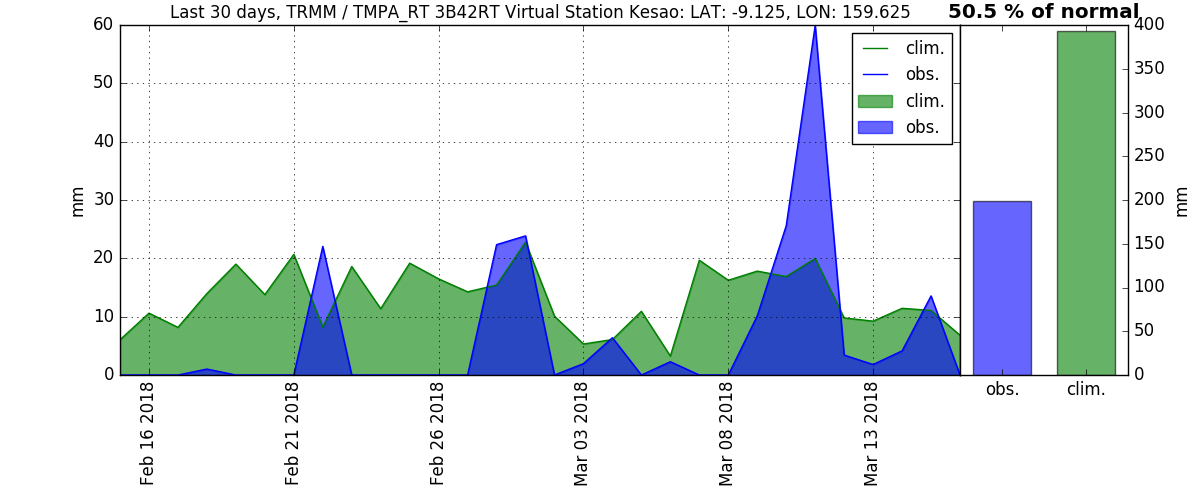 Last 30 days, TRMM / TMPA_RT 3B42RT Virtual Station Kesao: LAT: -9.125, LON: 159.625
50.5 % of normal
60
50
40
30
20
10
0
mm
clim.
obs.
clim.
obs.
Feb 16 2018
Feb 21 2018
Feb 26 2018
Mar 03 2018
Mar 08 2018
Mar 13 2018
400
350
300
250
200
150
100
50
0
mm
obs.
clim.